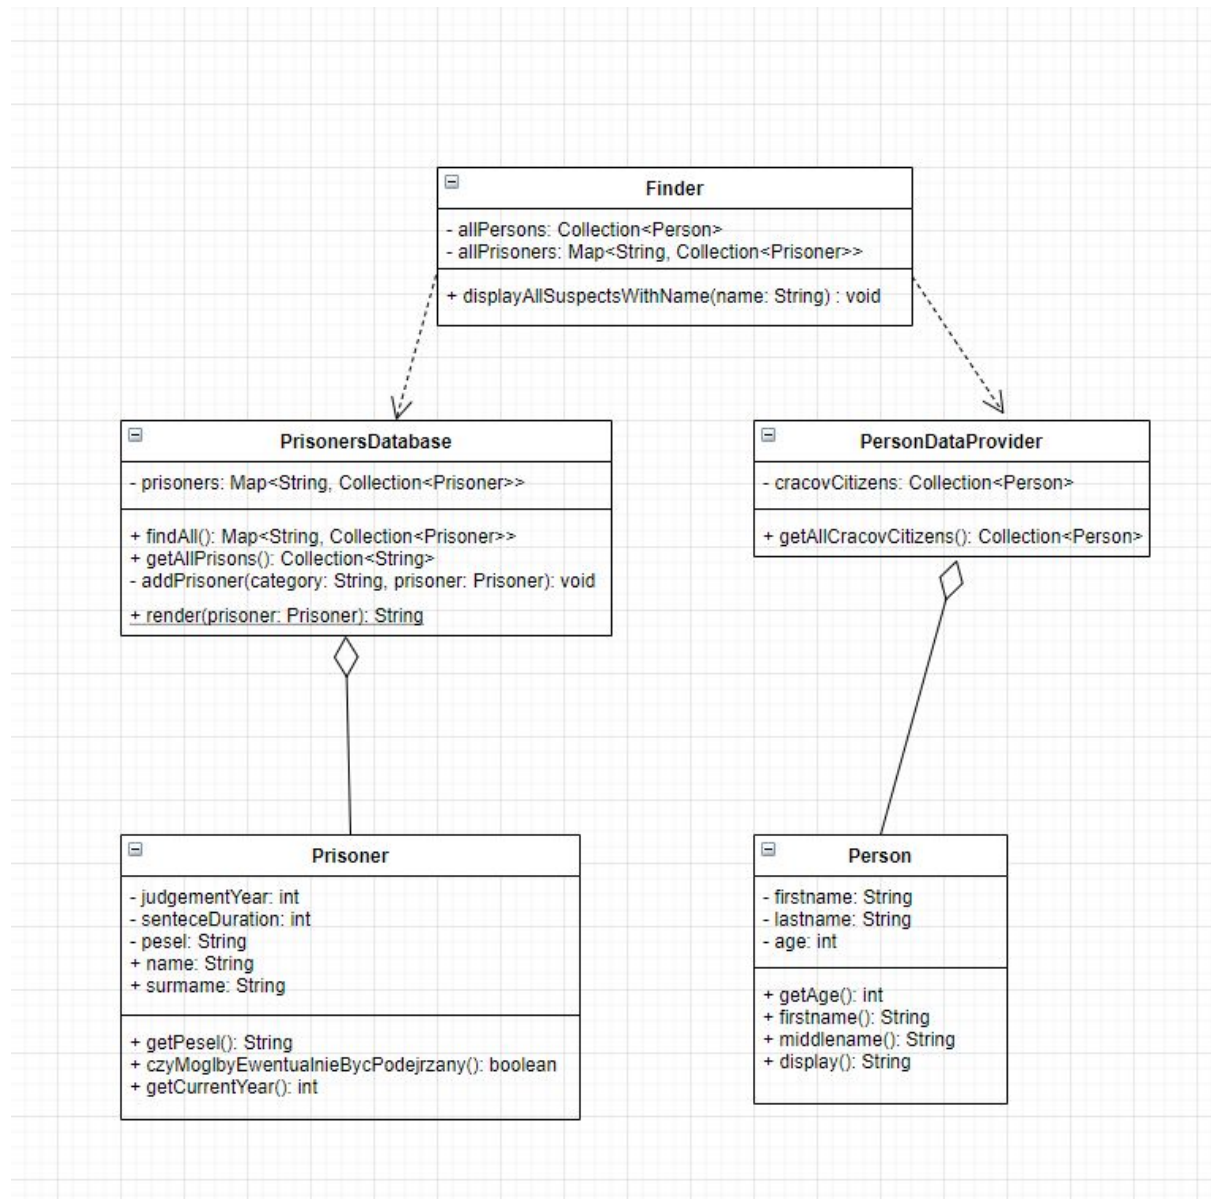 Finder
- allPersons: Collection<Person>
- allPrisoners: Map<String, Collection<Prisoner>>
+ displayAllSuspectsWithName(name: String) : void
PrisonersDatabase
- prisoners: Map<String, Collection<Prisoner>>
+ findAll(): Map<String, Collection<Prisoner>>
+ getAllPrisons(): Collection<String>
- addPrisoner(category: String, prisoner: Prisoner): void
+ render(prisoner: Prisoner): String
PersonDataProvider
- cracovCitizens: Collection<Person>
+ getAllCracovCitizens(): Collection<Person>
Prisoner
- judgementYear: int
- senteceDuration: int
- pesel: String
+ name: String
+ surmame: String
+ getPesel(): String
+ czyMoglbyEwentualnieBycPodejrzany(): boolean
+ getCurrentYear(): int
Person
- firstname: String
- lastname: String
- age: int
+ getAge(): int
+ firstname(): String
+ middlename(): String
+ display(): String